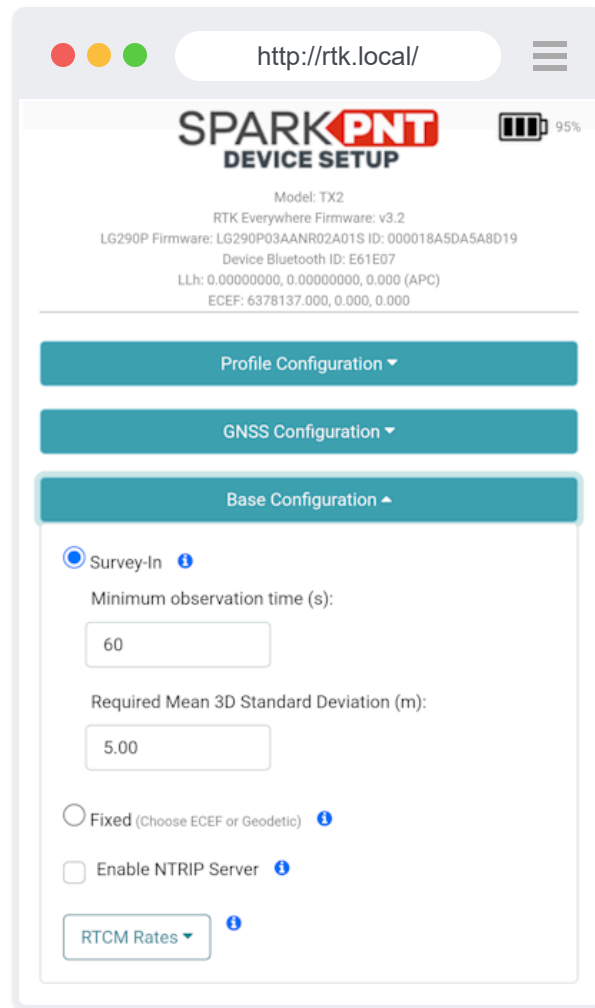 http://rtk.local/
SPARK PNT
DEVICE SETUP
95%
Model: TX2
RTK Everywhere Firmware: v3.2
LG290P Firmware: LG290P03AANR02A01S ID: 000018A5DA5A8D19
Device Bluetooth ID: E61E07
LLh: 0.00000000, 0.00000000, 0.000 (APC)
ECEF: 6378137.000, 0.000, 0.000
Profile Configuration
GNSS Configuration
Base Configuration
Survey-In
Minimum observation time (s):
60
Required Mean 3D Standard Deviation (m):
5.00
Fixed (Choose ECEF or Geodetic)
Enable NTRIP Server
RTCM Rates